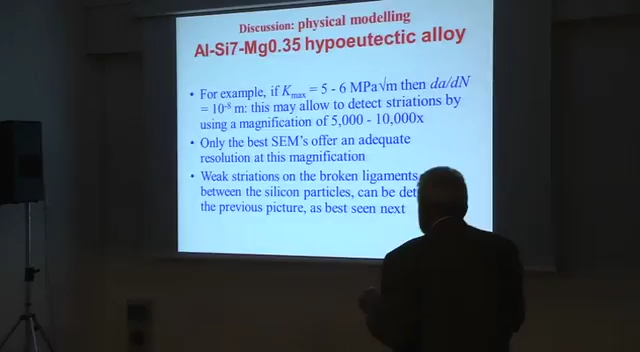 Discussion: physical modelling
Al-Si7-Mg0.35 hypoeutectic alloy
• For example, if Kmax = 5 - 6 MPa√m then da/dN
= 10⁻⁸ m: this may allow to detect striations by
using a magnification of 5,000 - 10,000x
• Only the best SEM's offer an adequate
resolution at this magnification
• Weak striations on the broken ligaments
between the silicon particles, can be
the previous picture, as best seen next